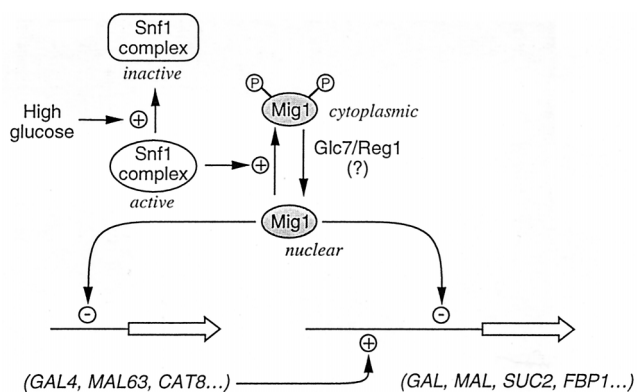 Snf1
complex
inactive
High
glucose
+
Snf1
complex
active
+
P
P
Mig1
cytoplasmic
Glc7/Reg1
(?)
Mig1
nuclear
-
-
+
(GAL4, MAL63, CAT8...)
(GAL, MAL, SUC2, FBP1...)